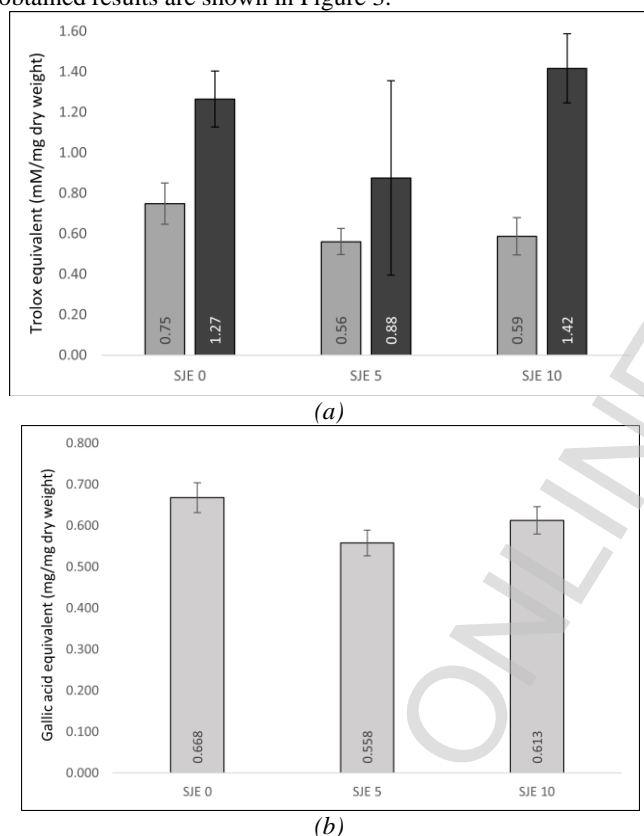 obtained results are shown in Figure 3.
1.60
1.40
1.20
1.00
0.80
0.60
0.40
0.20
0.00
Trolox equivalent (mM/mg dry weight)
0.75
1.27
0.56
0.88
0.59
1.42
SJE 0
SJE 5
SJE 10
(a)
0.800
0.700
0.600
0.500
0.400
0.300
0.200
0.100
0.000
Gallic acid equivalent (mg/mg dry weight)
0.668
0.558
0.613
SJE 0
SJE 5
SJE 10
(b)
ONLINE